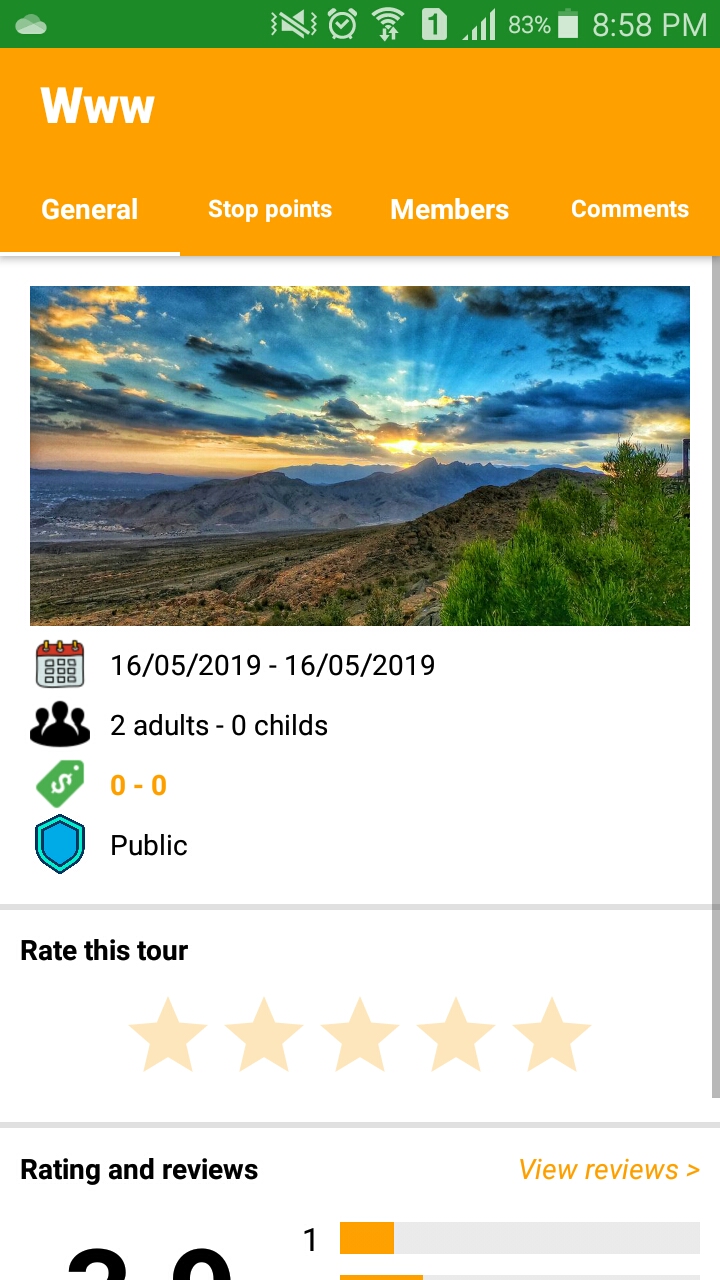 1 83% 8:58 PM
Www
General Stop points Members Comments
16/05/2019 - 16/05/2019
2 adults - 0 childs
$ 0 - 0
Public
Rate this tour
Rating and reviews View reviews >
1